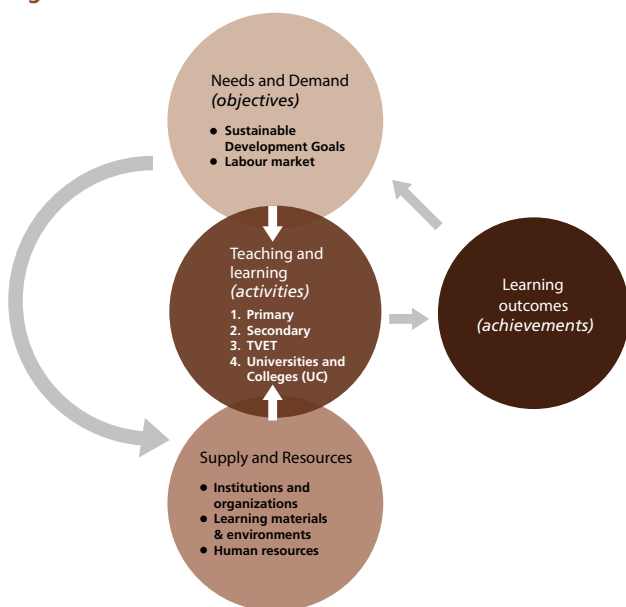 Needs and Demand
(objectives)
• Sustainable
Development Goals
• Labour market
Teaching and
learning
(activities)
1. Primary
2. Secondary
3. TVET
4. Universities and
Colleges (UC)
Learning
outcomes
(achievements)
Supply and Resources
• Institutions and
organizations
• Learning materials
& environments
• Human resources